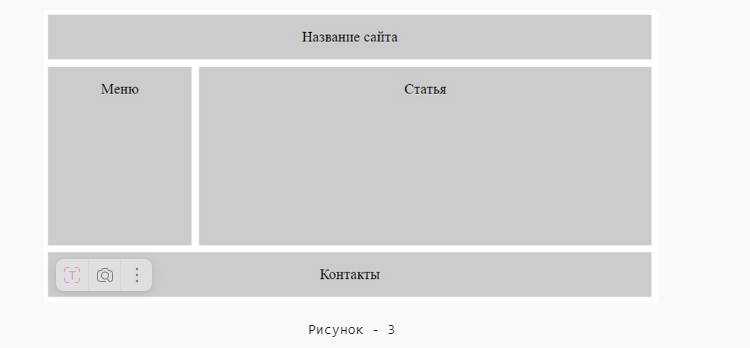 Название сайта
Меню
Статья
Контакты
Рисунок - 3